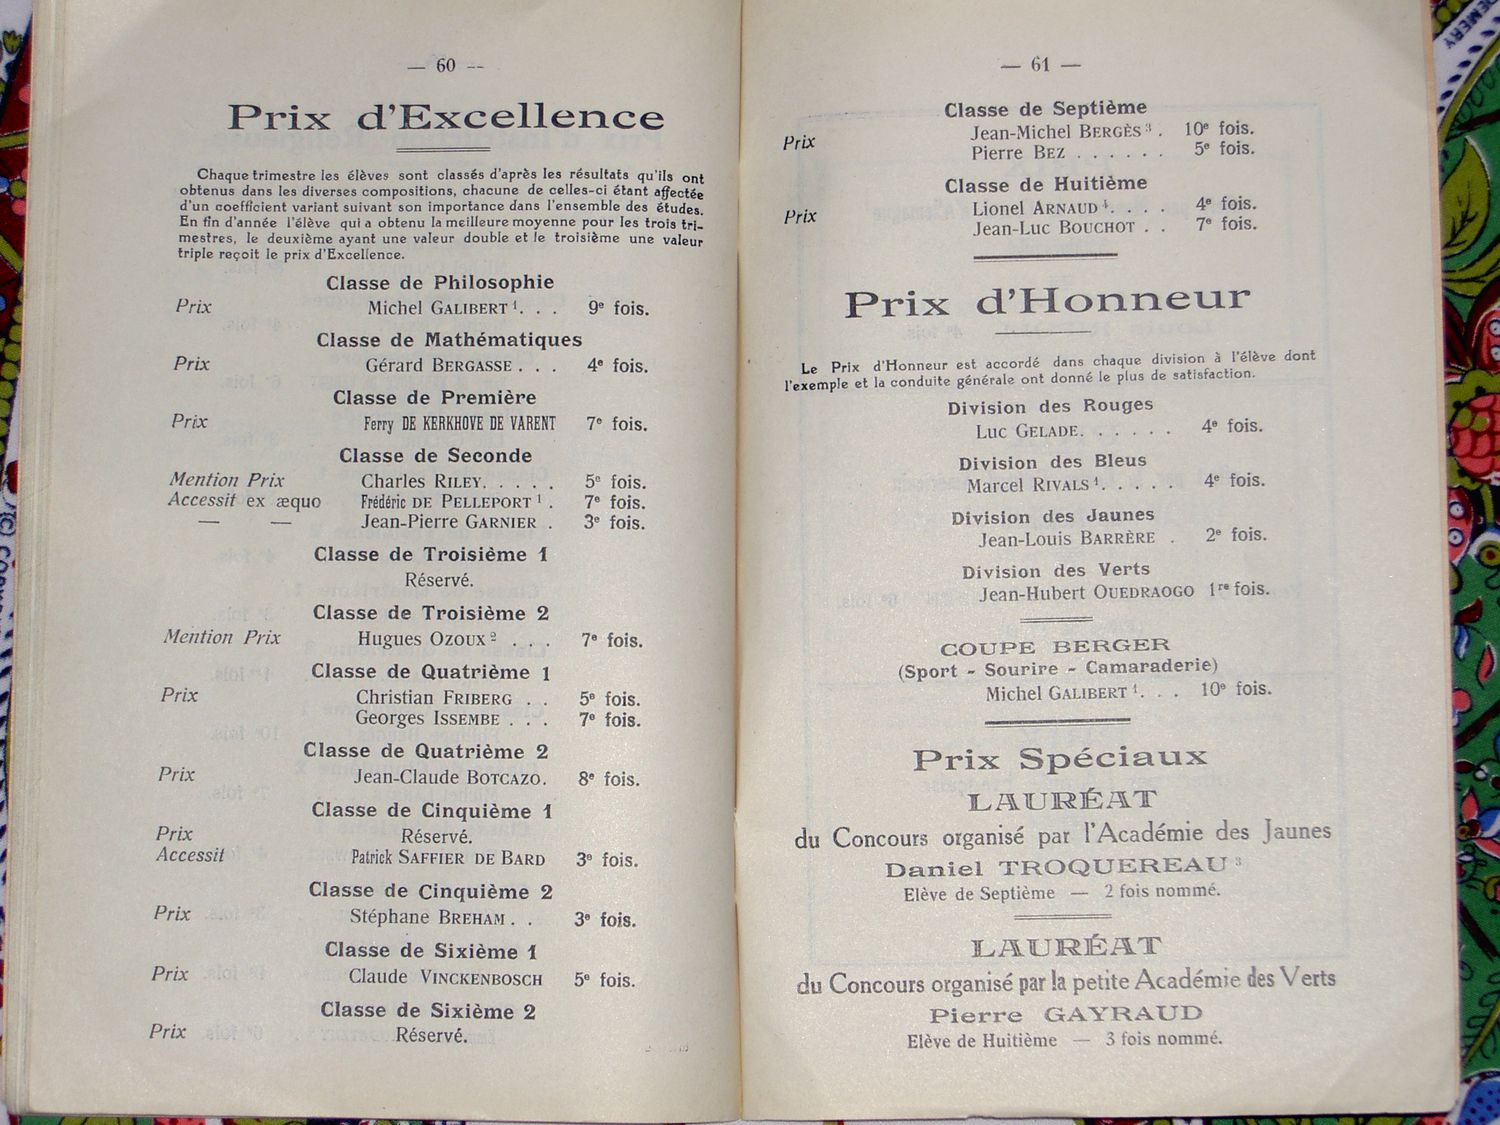 — 60 --
Prix d'Excellence
Chaque trimestre les élèves sont classés d'après les résultats qu'ils ont
obtenus dans les diverses compositions, chacune de celles-ci étant affectée
d'un coefficient variant suivant son importance dans l'ensemble des études.
En fin d'année l'élève qui a obtenu la meilleure moyenne pour les trois tri-
mestres, le deuxième ayant une valeur double et le troisième une valeur
triple reçoit le prix d'Excellence.
Classe de Philosophie
Prix Michel GALIBERT ¹. . . 9ᵉ fois.
Classe de Mathématiques
Prix Gérard BERGASSE . . . 4ᵉ fois.
Classe de Première
Prix Ferry DE KERKHOVE DE VARENT 7ᵉ fois.
Classe de Seconde
Mention Prix Charles RILEY. . . . . 5ᵉ fois.
Accessit ex æquo Frédéric DE PELLEPORT ¹ . 7ᵉ fois.
— — Jean-Pierre GARNIER . 3ᵉ fois.
Classe de Troisième 1
Réservé.
Classe de Troisième 2
Mention Prix Hugues OZOUX ² . . . 7ᵉ fois.
Classe de Quatrième 1
Prix Christian FRIBERG . . 5ᵉ fois.
Georges ISSEMBE . . . 7ᵉ fois.
Classe de Quatrième 2
Prix Jean-Claude BOTCAZO. 8ᵉ fois.
Classe de Cinquième 1
Prix Réservé.
Accessit Patrick SAFFIER DE BARD 3ᵉ fois.
Classe de Cinquième 2
Prix Stéphane BREHAM . . 3ᵉ fois.
Classe de Sixième 1
Prix Claude VINCKENBOSCH 5ᵉ fois.
Classe de Sixième 2
Prix Réservé.
— 61 —
Classe de Septième
Prix Jean-Michel BERGÈS ³ . 10ᵉ fois.
Pierre BEZ . . . . . . 5ᵉ fois.
Classe de Huitième
Prix Lionel ARNAUD ⁴. . . . 4ᵉ fois.
Jean-Luc BOUCHOT . . 7ᵉ fois.
Prix d'Honneur
Le Prix d'Honneur est accordé dans chaque division à l'élève dont
l'exemple et la conduite générale ont donné le plus de satisfaction.
Division des Rouges
Luc GELADE. . . . . . 4ᵉ fois.
Division des Bleus
Marcel RIVALS ¹. . . . . 4ᵉ fois.
Division des Jaunes
Jean-Louis BARRÈRE . 2ᵉ fois.
Division des Verts
Jean-Hubert OUEDRAOGO 1ʳᵉ fois.
COUPE BERGER
(Sport - Sourire - Camaraderie)
Michel GALIBERT ¹. . . 10ᵉ fois.
Prix Spéciaux
LAURÉAT
du Concours organisé par l'Académie des Jaunes
Daniel TROQUEREAU ³
Elève de Septième — 2 fois nommé.
LAURÉAT
du Concours organisé par la petite Académie des Verts
Pierre GAYRAUD
Elève de Huitième — 3 fois nommé.